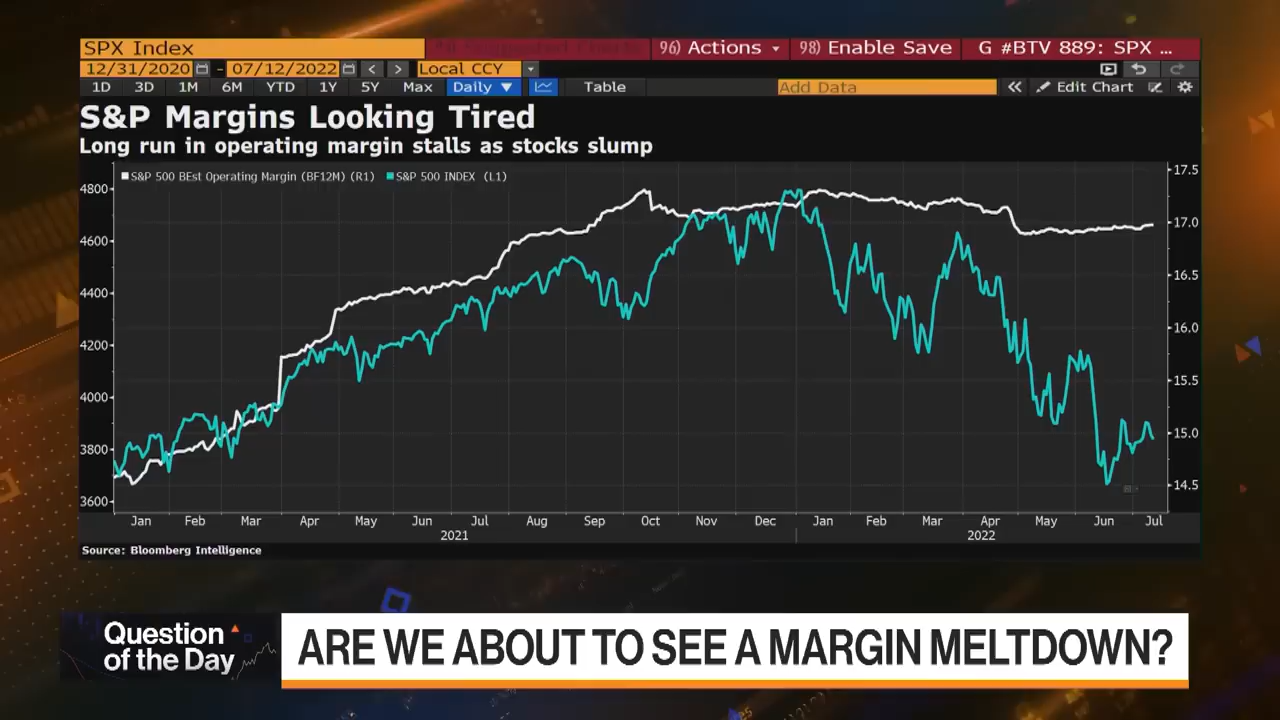 SPX Index
96) Actions
98) Enable Save
G #BTV 889: SPX ...
12/31/2020 - 07/12/2022 < > Local CCY
1D 3D 1M 6M YTD 1Y 5Y Max Daily ▼ Table Add Data « Edit Chart
S&P Margins Looking Tired
Long run in operating margin stalls as stocks slump
S&P 500 BEst Operating Margin (BF12M) (R1) S&P 500 INDEX (L1)
17.5
4800
17.0
4600
16.5
4400
16.0
4200
15.5
4000
15.0
3800
14.5
3600
Jan Feb Mar Apr May Jun Jul Aug Sep Oct Nov Dec Jan Feb Mar Apr May Jun Jul
2021 2022
Source: Bloomberg Intelligence
Question
of the Day
ARE WE ABOUT TO SEE A MARGIN MELTDOWN?